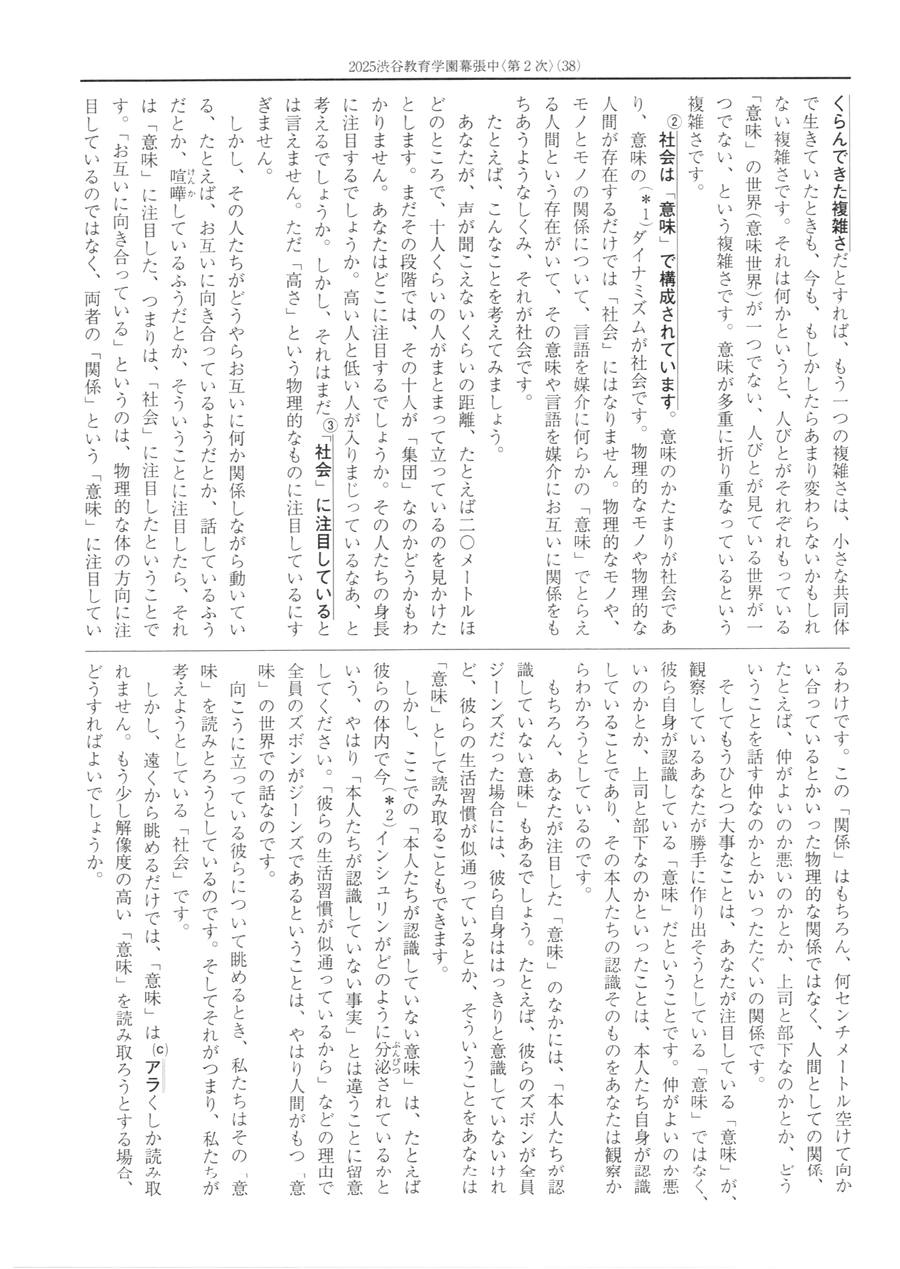 2025渋谷教育学園幕張中〈第2次〉(38)
くらんできた複雑さだとすれば、もう一つの複雑さは、小さな共同体
で生きていたときも、今も、もしかしたらあまり変わらないかもしれ
ない複雑さです。それは何かというと、人びとがそれぞれもっている
「意味」の世界(意味世界)が一つでない、人びとが見ている世界が一
つでない、という複雑さです。意味が多重に折り重なっているという
複雑さです。
②社会は「意味」で構成されています。意味のかたまりが社会であ
り、意味の(*1)ダイナミズムが社会です。物理的なモノや物理的な
人間が存在するだけでは「社会」にはなりません。物理的なモノや、
モノとモノの関係について、言語を媒介に何らかの「意味」でとらえ
る人間という存在がいて、その意味や言語を媒介にお互いに関係をも
ちあうようなしくみ、それが社会です。
たとえば、こんなことを考えてみましょう。
あなたが、声が聞こえないくらいの距離、たとえば二〇メートルほ
どのところで、十人くらいの人がまとまって立っているのを見かけた
とします。まだその段階では、その十人が「集団」なのかどうかもわ
かりません。あなたはどこに注目するでしょうか。その人たちの身長
に注目するでしょうか。高い人と低い人が入りまじっているなあ、と
考えるでしょうか。しかし、それはまだ③「社会」に注目していると
は言えません。ただ「高さ」という物理的なものに注目しているにす
ぎません。
しかし、その人たちがどうやらお互いに何か関係しながら動いてい
る、たとえば、お互いに向き合っているようだとか、話しているふう
だとか、喧嘩しているふうだとか、そういうことに注目したら、それ
は「意味」に注目した、つまりは、「社会」に注目したということで
す。「お互いに向き合っている」というのは、物理的な体の方向に注
目しているのではなく、両者の「関係」という「意味」に注目してい
るわけです。この「関係」はもちろん、何センチメートル空けて向か
い合っているとかいった物理的な関係ではなく、人間としての関係、
たとえば、仲がよいのか悪いのかとか、上司と部下なのかとか、どう
いうことを話す仲なのかとかいったたぐいの関係です。
そしてもうひとつ大事なことは、あなたが注目している「意味」が、
観察しているあなたが勝手に作り出そうとしている「意味」ではなく、
彼ら自身が認識している「意味」だということです。仲がよいのか悪
いのかとか、上司と部下なのかといったことは、本人たち自身が認識
していることであり、その本人たちの認識そのものをあなたは観察か
らわかろうとしているのです。
もちろん、あなたが注目した「意味」のなかには、「本人たちが認
識していない意味」もあるでしょう。たとえば、彼らのズボンが全員
ジーンズだった場合には、彼ら自身ははっきりと意識していないけれ
ど、彼らの生活習慣が似通っているとか、そういうことをあなたは
「意味」として読み取ることもできます。
しかし、ここでの「本人たちが認識していない意味」は、たとえば
彼らの体内で今(*2)インシュリンがどのように分泌されているかと
いう、やはり「本人たちが認識していない事実」とは違うことに留意
してください。「彼らの生活習慣が似通っているから」などの理由で
全員のズボンがジーンズであるということは、やはり人間がもつ「意
味」の世界での話なのです。
向こうに立っている彼らについて眺めるとき、私たちはその「意
味」を読みとろうとしているのです。そしてそれがつまり、私たちが
考えようとしている「社会」です。
しかし、遠くから眺めるだけでは、「意味」は(c)アラくしか読み取
れません。もう少し解像度の高い「意味」を読み取ろうとする場合、
どうすればよいでしょうか。